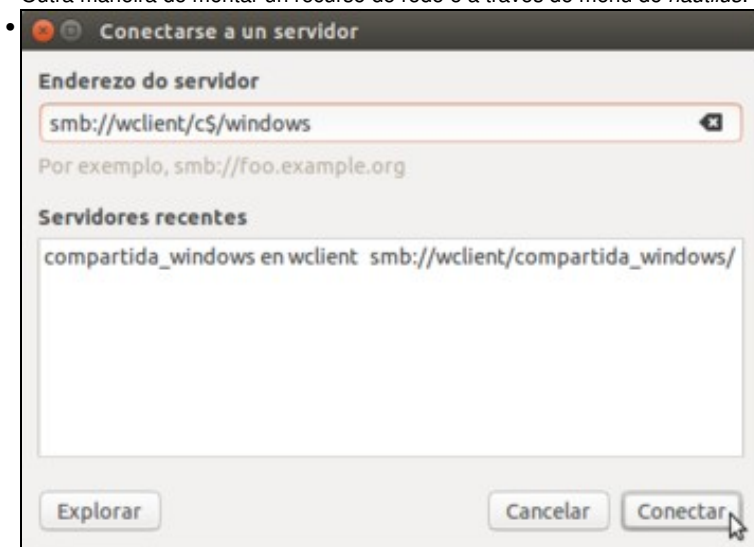 Conectarse a un servidor
Enderezo do servidor
smb://wclient/c$/windows
Por exemplo, smb://foo.example.org
Servidores recentes
compartida_windows en wclient smb://wclient/compartida_windows/
Explorar
Cancelar
Conectar